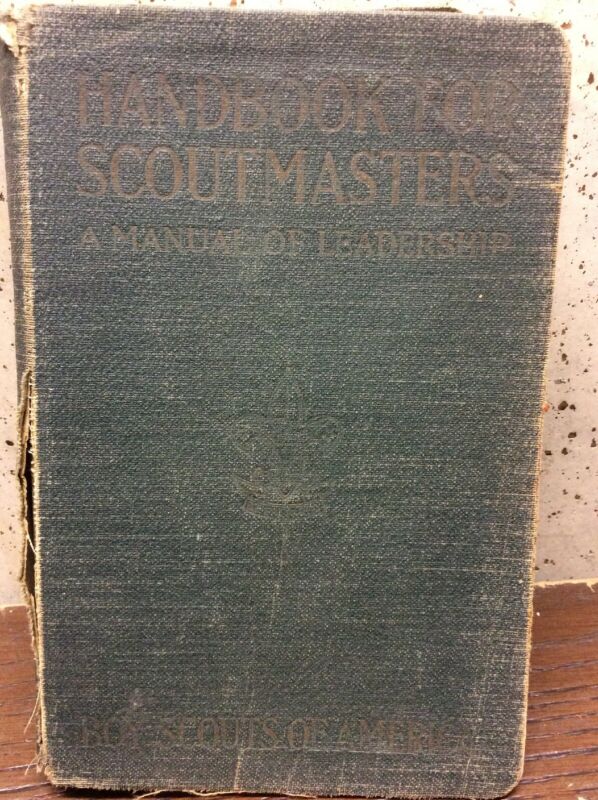 HANDBOOK FOR
SCOUTMASTERS
A MANUAL OF LEADERSHIP
BOY SCOUTS OF AMERICA